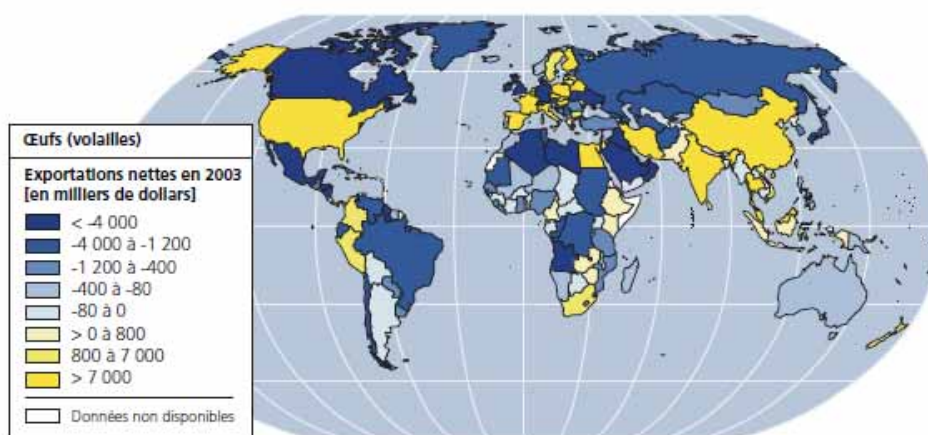 Œufs (volailles)
Exportations nettes en 2003
[en milliers de dollars]
< -4 000
-4 000 à -1 200
-1 200 à -400
-400 à -80
-80 à 0
> 0 à 800
800 à 7 000
> 7 000
Données non disponibles